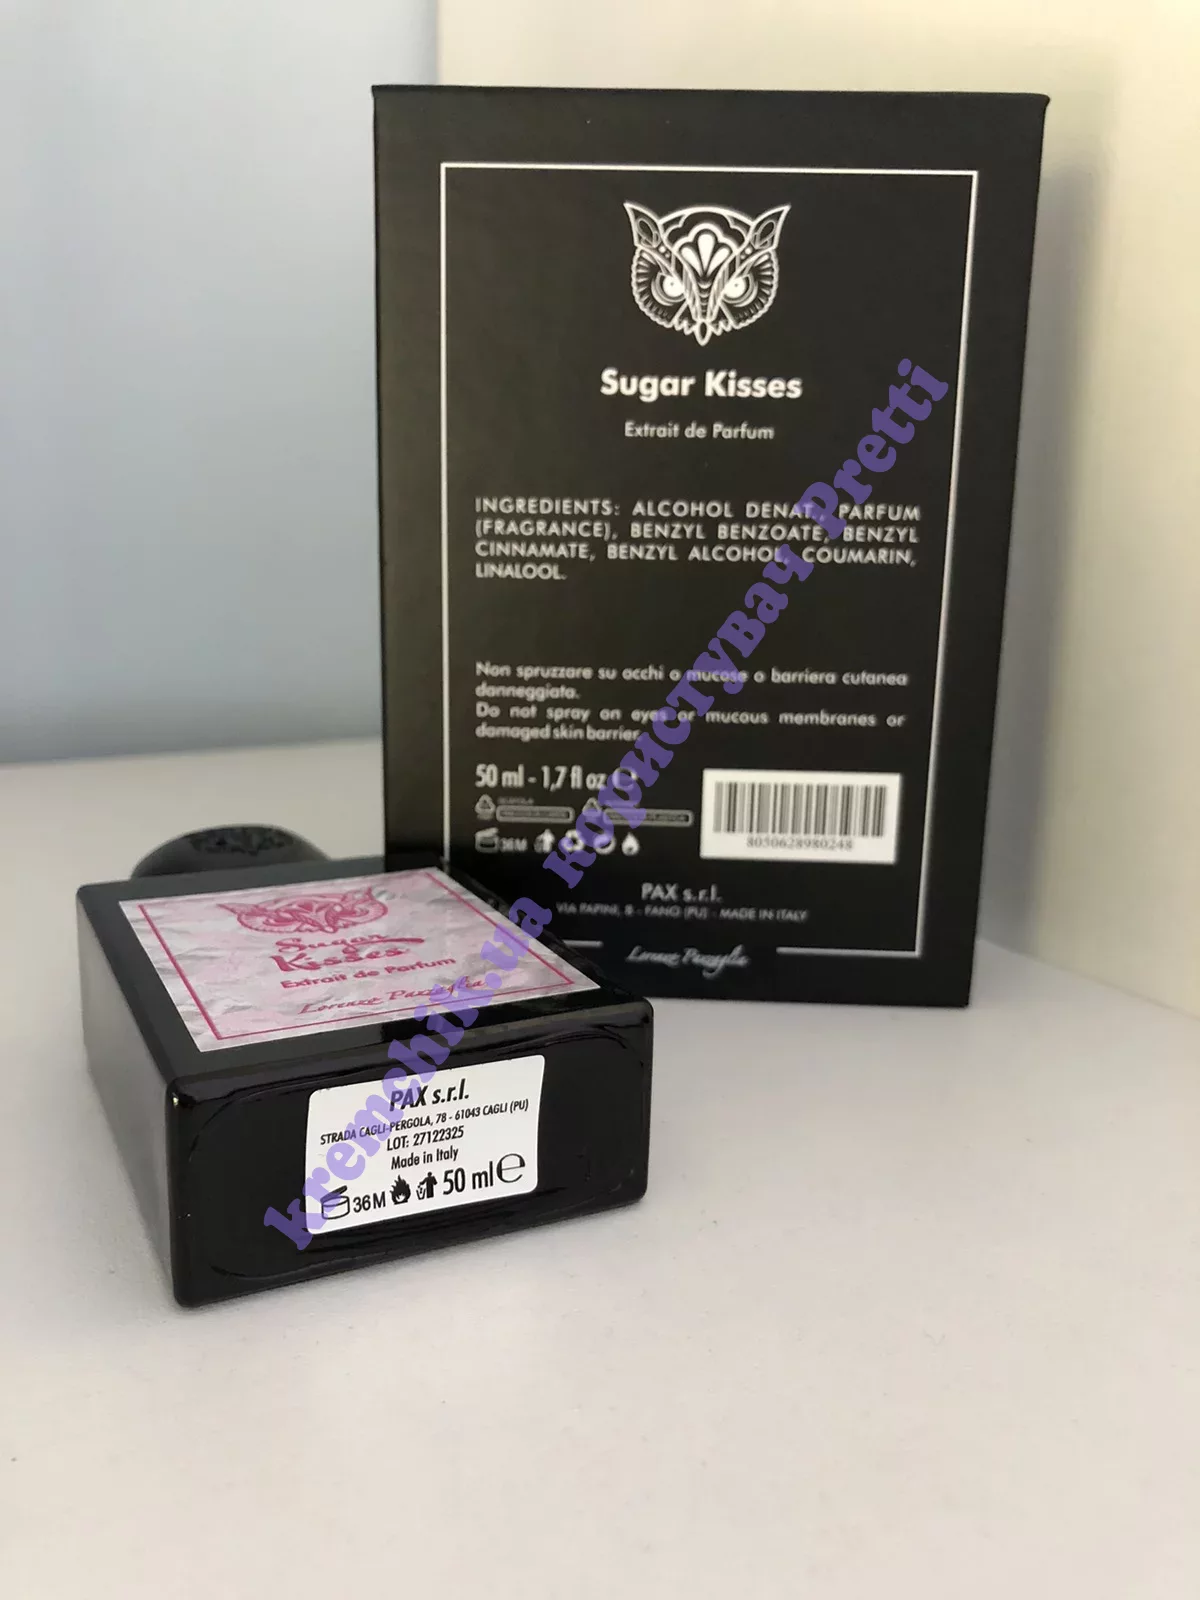 Sugar Kisses
Extrait de Parfum
INGREDIENTS: ALCOHOL DENAT., PARFUM
(FRAGRANCE), BENZYL BENZOATE, BENZYL
CINNAMATE, BENZYL ALCOHOL, COUMARIN,
LINALOOL.
Non spruzzare su occhi o mucose o barriera cutanea
danneggiata.
Do not spray on eyes or mucous membranes or
damaged skin barrier.
50 ml - 1,7 fl oz e
36M
8050628980248
PAX s.r.l.
VIA PAPINI, 8 - FANO (PU) - MADE IN ITALY
Lorenzo Pazzaglia
Sugar
Kisses
Extrait de Parfum
Lorenzo Pazzaglia
PAX s.r.l.
STRADA CAGLI-PERGOLA, 78 - 61043 CAGLI (PU)
LOT: 27122325
Made in Italy
36M 50 ml e
kremchik.ua користувач Pretti